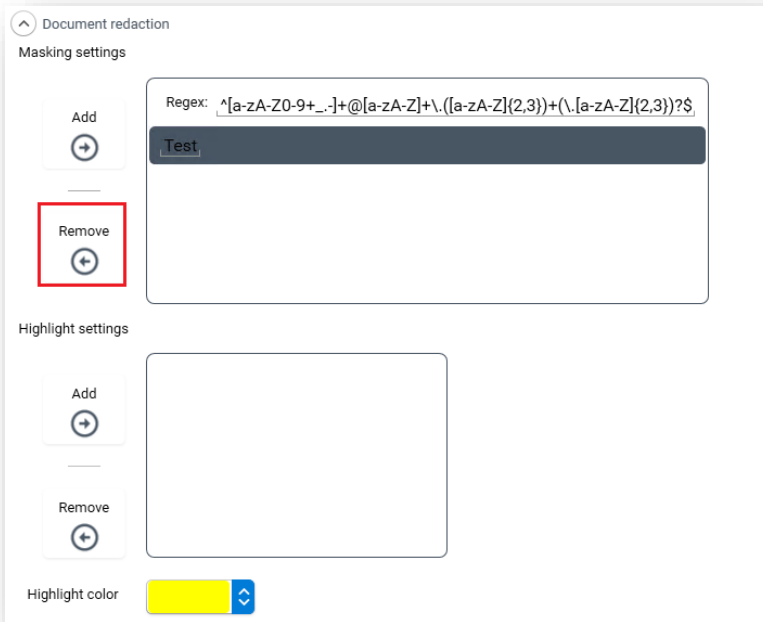 Document redaction
Masking settings
Add
Regex: ^[a-zA-Z0-9+_.-]+@[a-zA-Z]+\.([a-zA-Z]{2,3})+(\.[a-zA-Z]{2,3})?$
Test
Remove
Highlight settings
Add
Remove
Highlight color